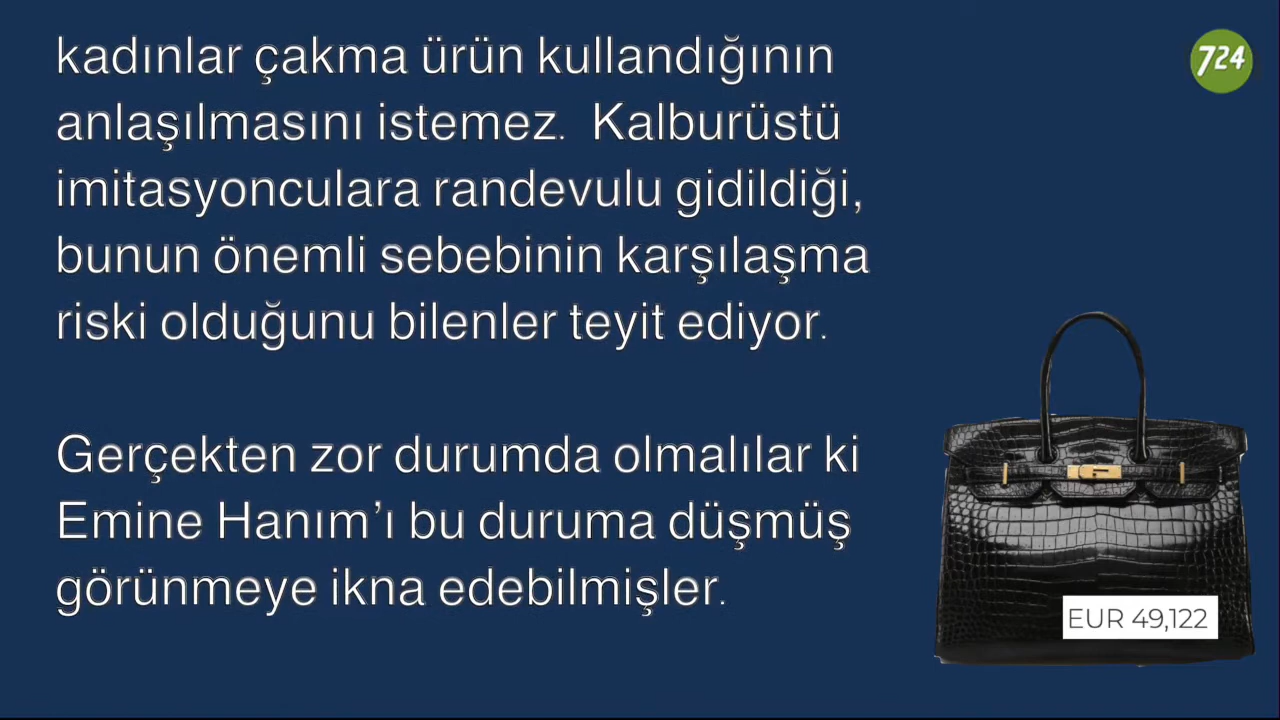 kadınlar çakma ürün kullandığının
anlaşılmasını istemez. Kalburüstü
imitasyonculara randevulu gidildiği,
bunun önemli sebebinin karşılaşma
riski olduğunu bilenler teyit ediyor.
Gerçekten zor durumda olmalılar ki
Emine Hanım’ı bu duruma düşmüş
görünmeye ikna edebilmişler.
724
EUR 49,122